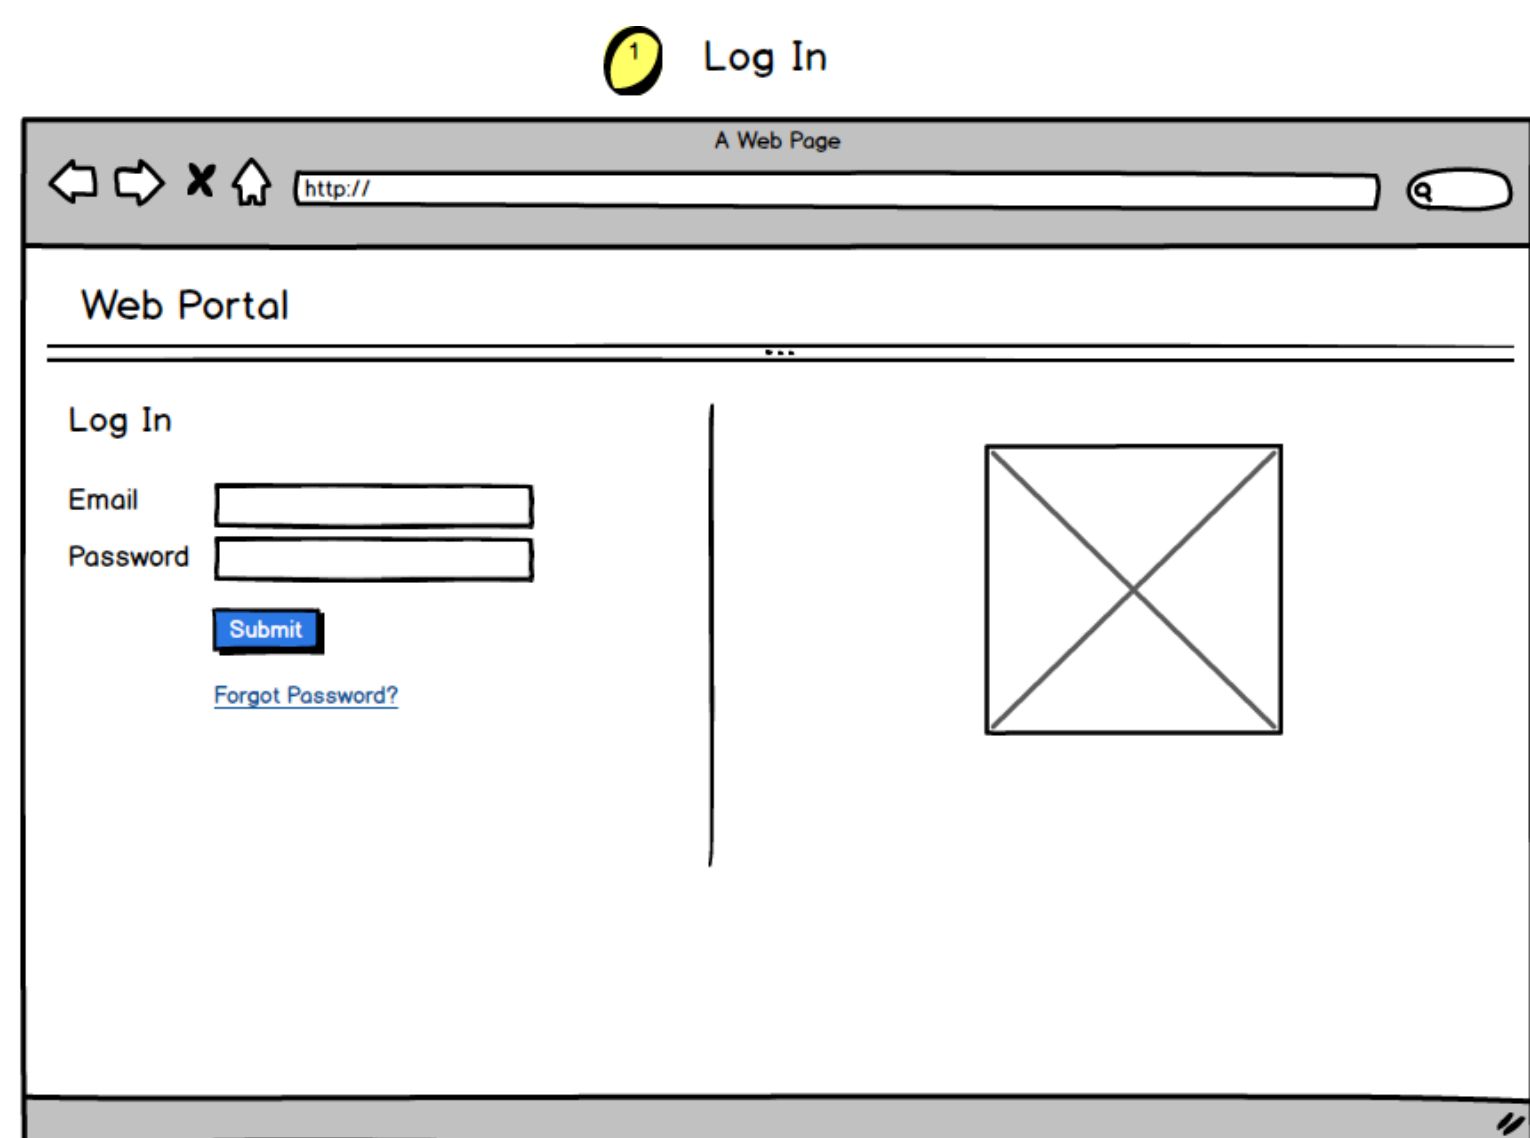 1 Log In
A Web Page
http://
Web Portal
Log In
Email
Password
Submit
Forgot Password?